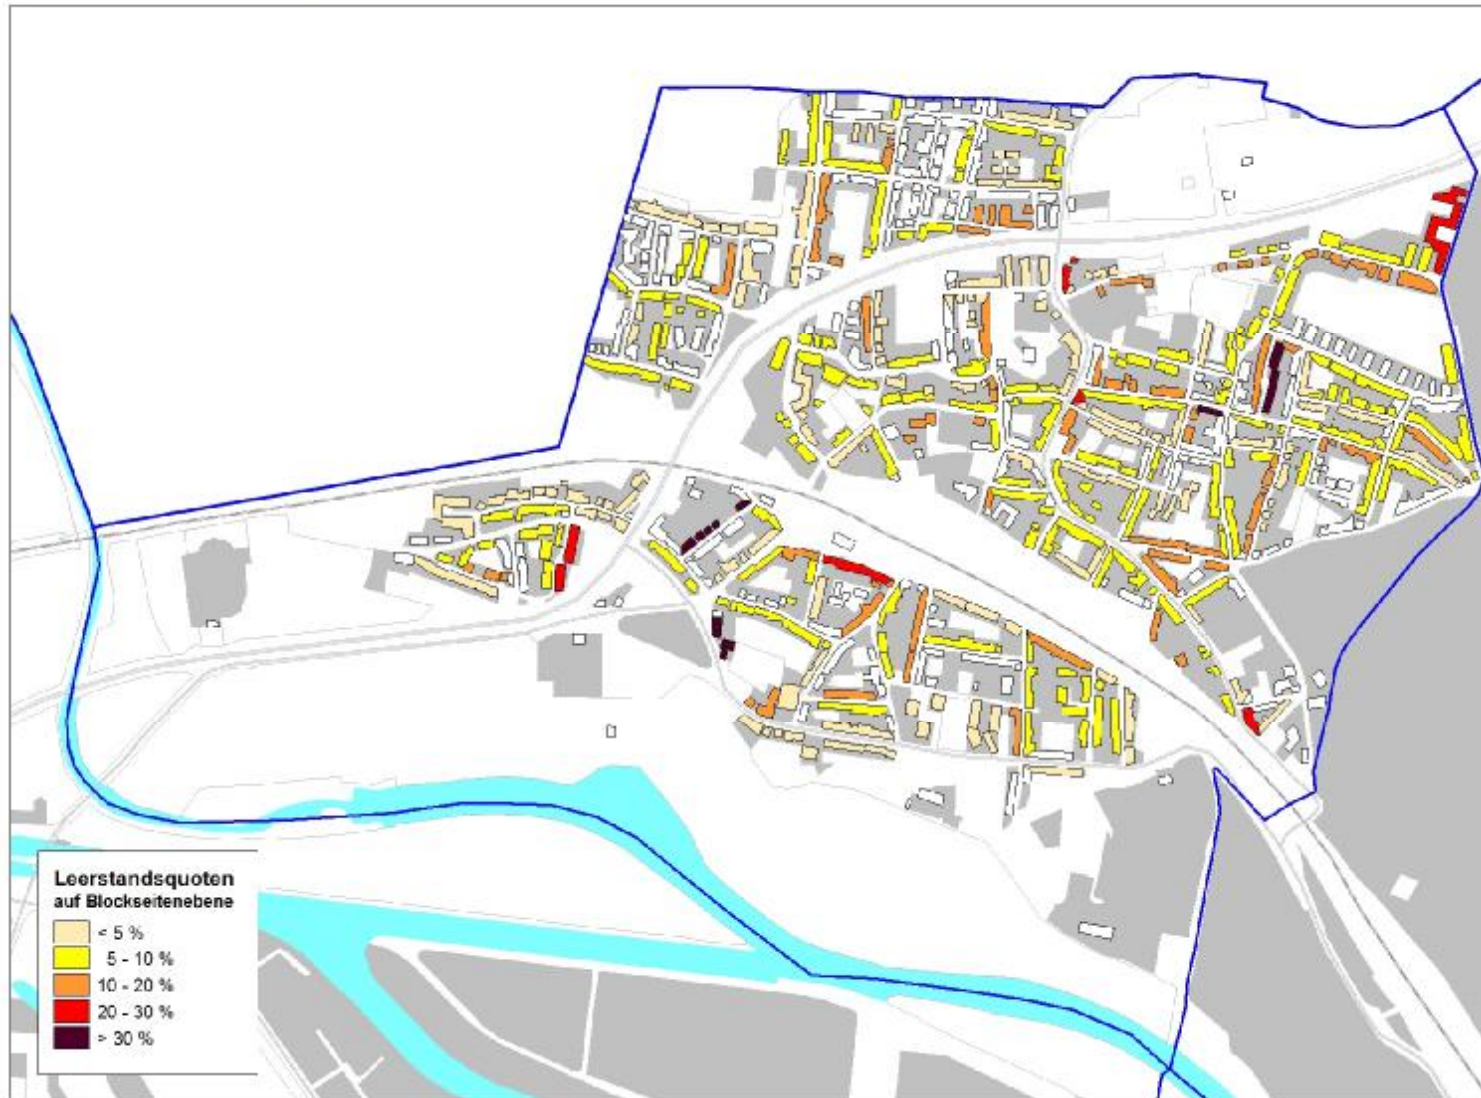 Leerstandsquoten
auf Blockseitenebene
< 5 %
5 - 10 %
10 - 20 %
20 - 30 %
> 30 %